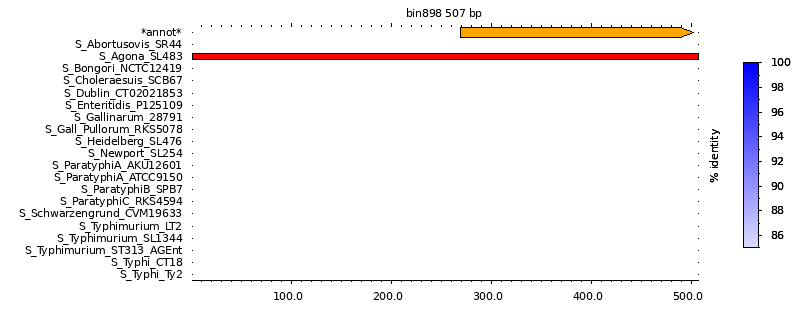 bin898 507 bp
*annot*
S_Abortusovis_SR44
S_Agona_SL483
S_Bongori_NCTC12419
S_Choleraesuis_SCB67
S_Dublin_CT02021853
S_Enteritidis_P125109
S_Gallinarum_28791
S_Gall_Pullorum_RKS5078
S_Heidelberg_SL476
S_Newport_SL254
S_ParatyphiA_AKU12601
S_ParatyphiA_ATCC9150
S_ParatyphiB_SPB7
S_ParatyphiC_RKS4594
S_Schwarzengrund_CVM19633
S_Typhimurium_LT2
S_Typhimurium_SL1344
S_Typhimurium_ST313_AGEnt
S_Typhi_CT18
S_Typhi_Ty2
100.0 200.0 300.0 400.0 500.0
% identity
100
98
96
94
92
90
88
86